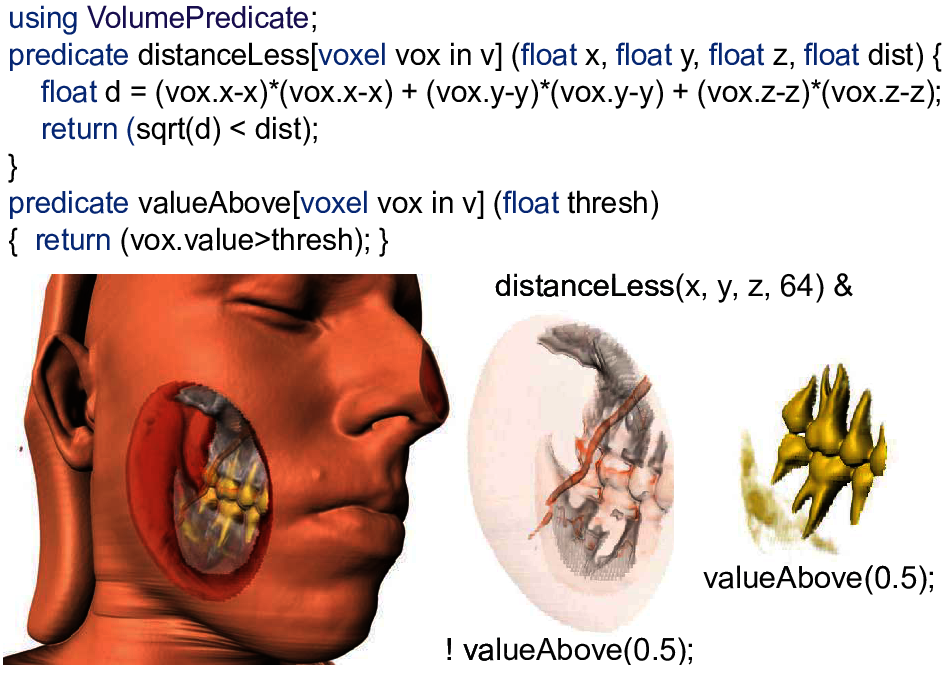 using VolumePredicate;
predicate distanceLess[voxel vox in v] (float x, float y, float z, float dist) {
float d = (vox.x-x)*(vox.x-x) + (vox.y-y)*(vox.y-y) + (vox.z-z)*(vox.z-z);
return (sqrt(d) < dist);
}
predicate valueAbove[voxel vox in v] (float thresh)
{ return (vox.value>thresh); }
distanceLess(x, y, z, 64) &
valueAbove(0.5);
! valueAbove(0.5);